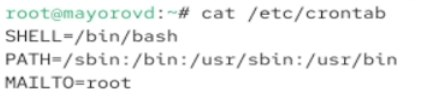 root@mayorovd:~# cat /etc/crontab
SHELL=/bin/bash
PATH=/sbin:/bin:/usr/sbin:/usr/bin
MAILTO=root